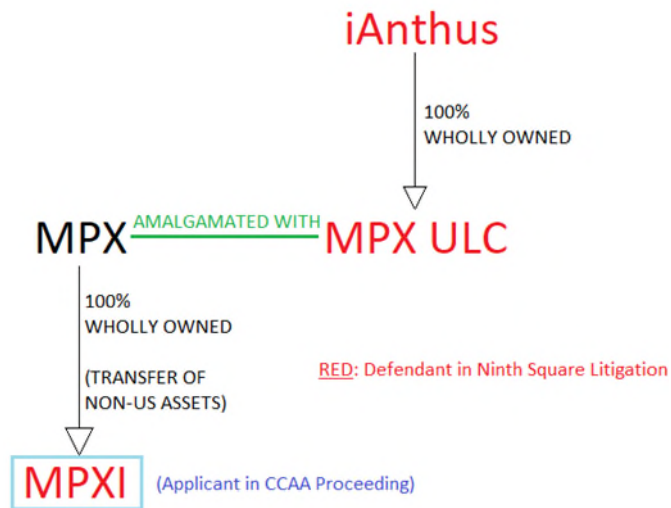 iAnthus
100%
WHOLLY OWNED
MPX
AMALGAMATED WITH
MPX ULC
100%
WHOLLY OWNED
(TRANSFER OF
NON-US ASSETS)
RED: Defendant in Ninth Square Litigation
MPXI
(Applicant in CCAA Proceeding)